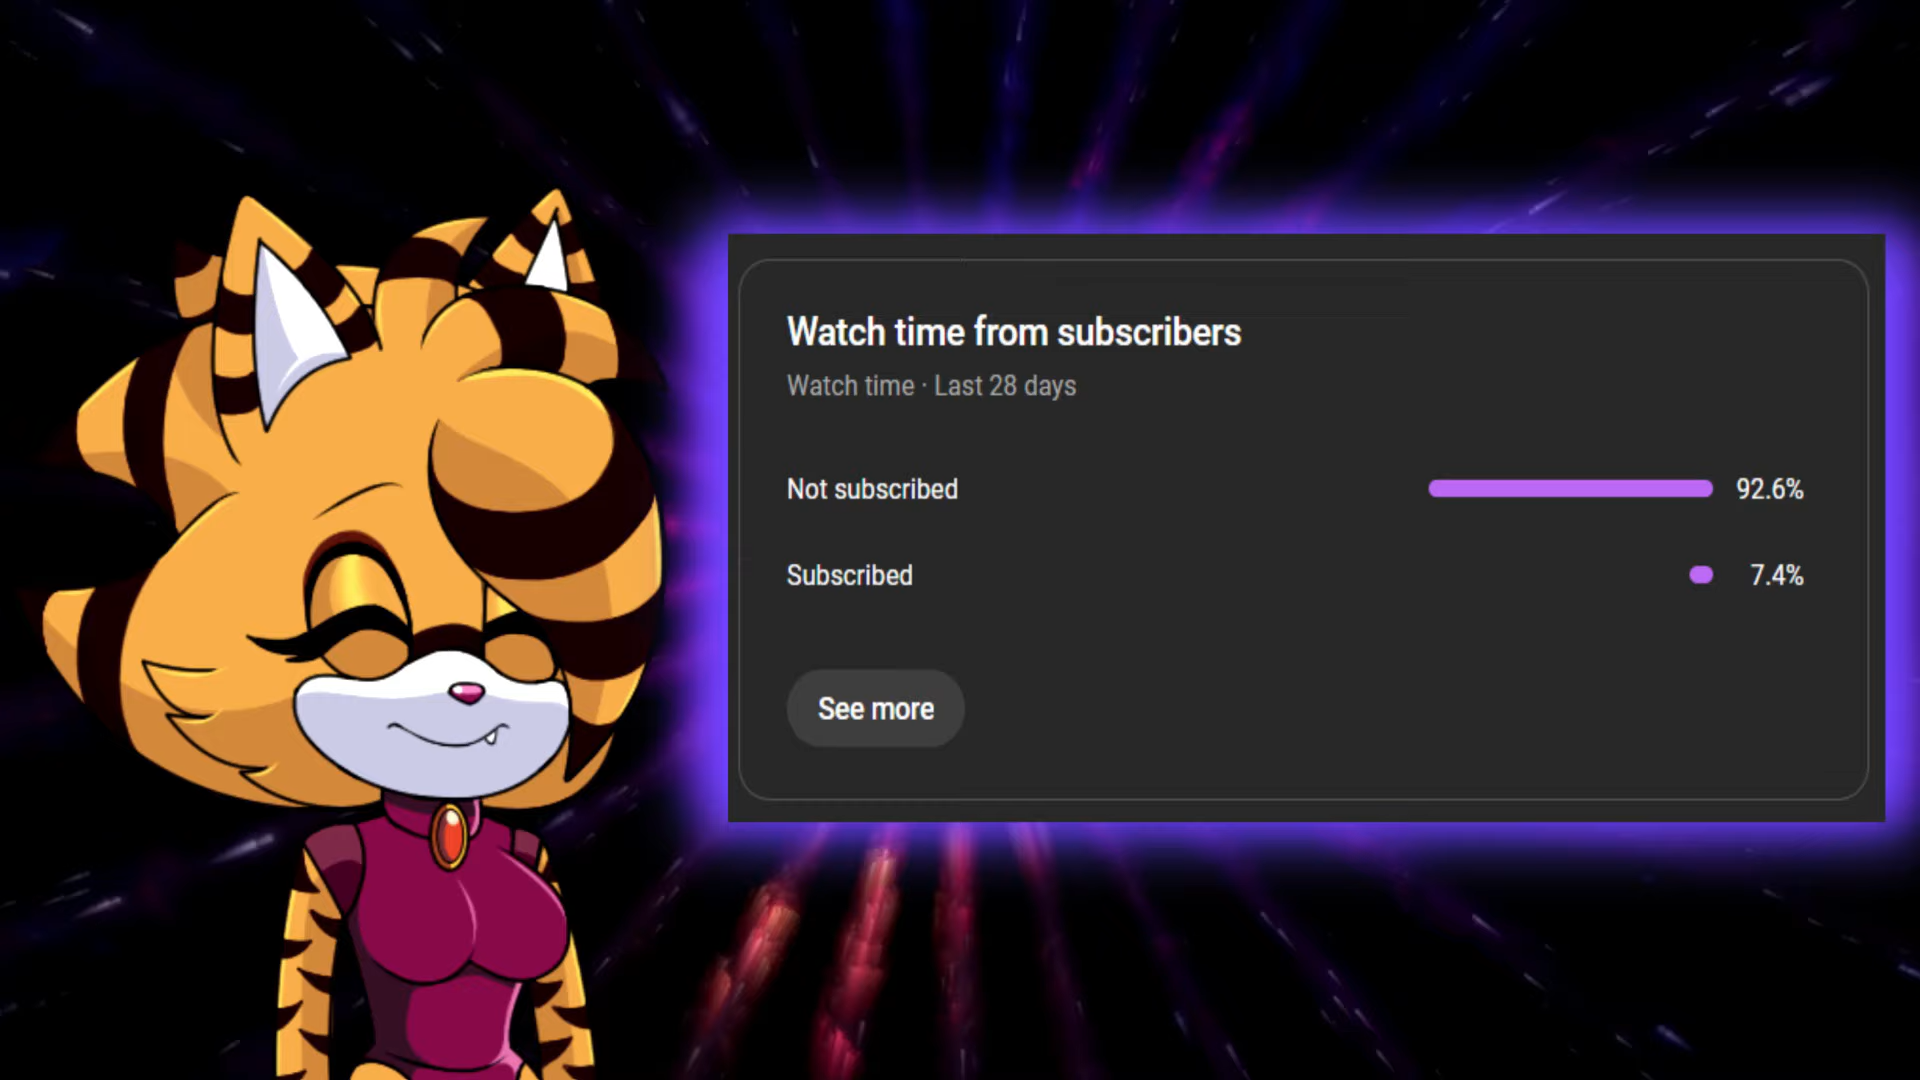 Watch time from subscribers
Watch time · Last 28 days
Not subscribed 92.6%
Subscribed 7.4%
See more